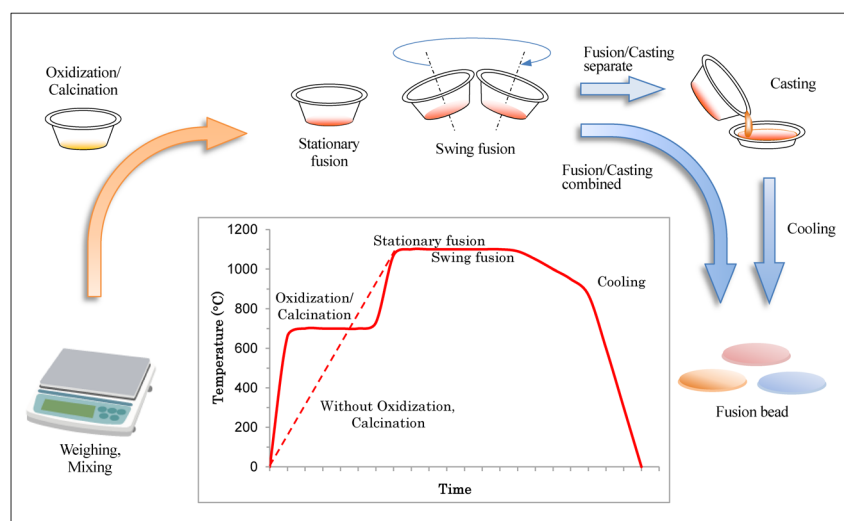 Oxidization/
Calcination
Stationary
fusion
Swing fusion
Fusion/Casting
separate
Fusion/Casting
combined
Casting
Cooling
Fusion bead
Weighing,
Mixing
1200
1000
800
600
400
200
0
Temperature (°C)
Stationary fusion
Swing fusion
Oxidization/
Calcination
Cooling
Without Oxidization,
Calcination
Time